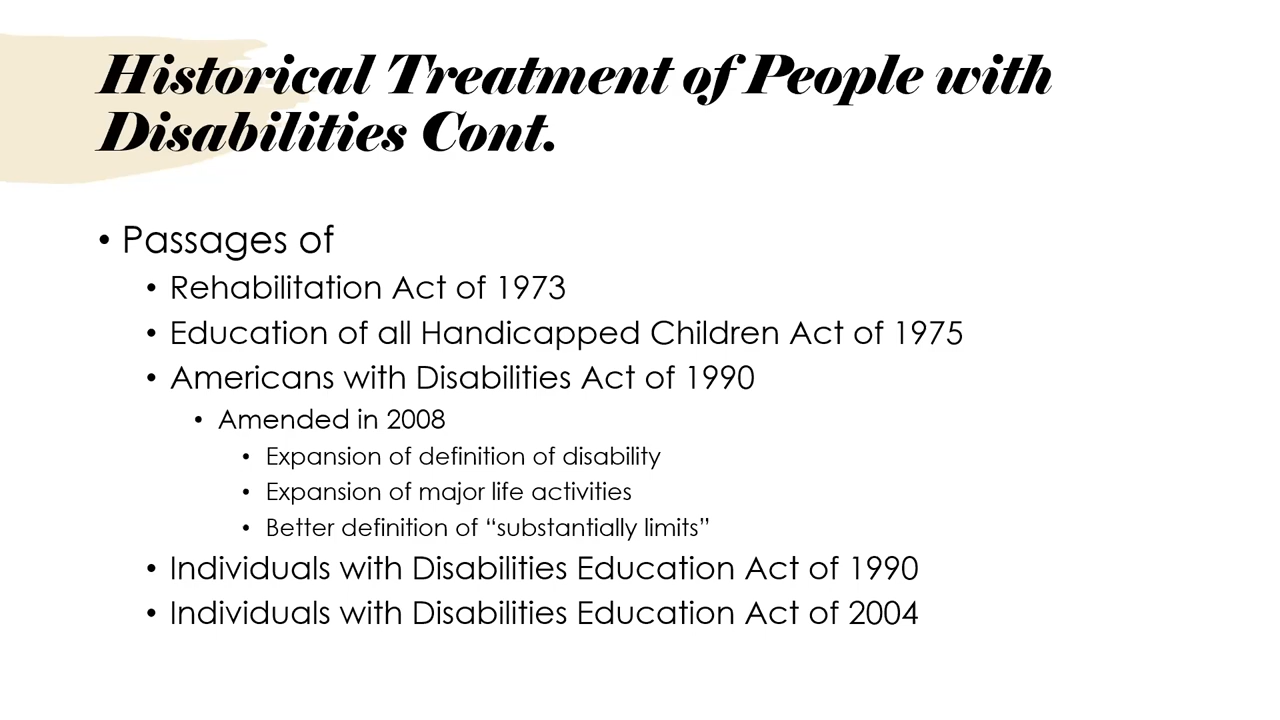 Historical Treatment of People with
Disabilities Cont.
• Passages of
• Rehabilitation Act of 1973
• Education of all Handicapped Children Act of 1975
• Americans with Disabilities Act of 1990
• Amended in 2008
• Expansion of definition of disability
• Expansion of major life activities
• Better definition of “substantially limits”
• Individuals with Disabilities Education Act of 1990
• Individuals with Disabilities Education Act of 2004